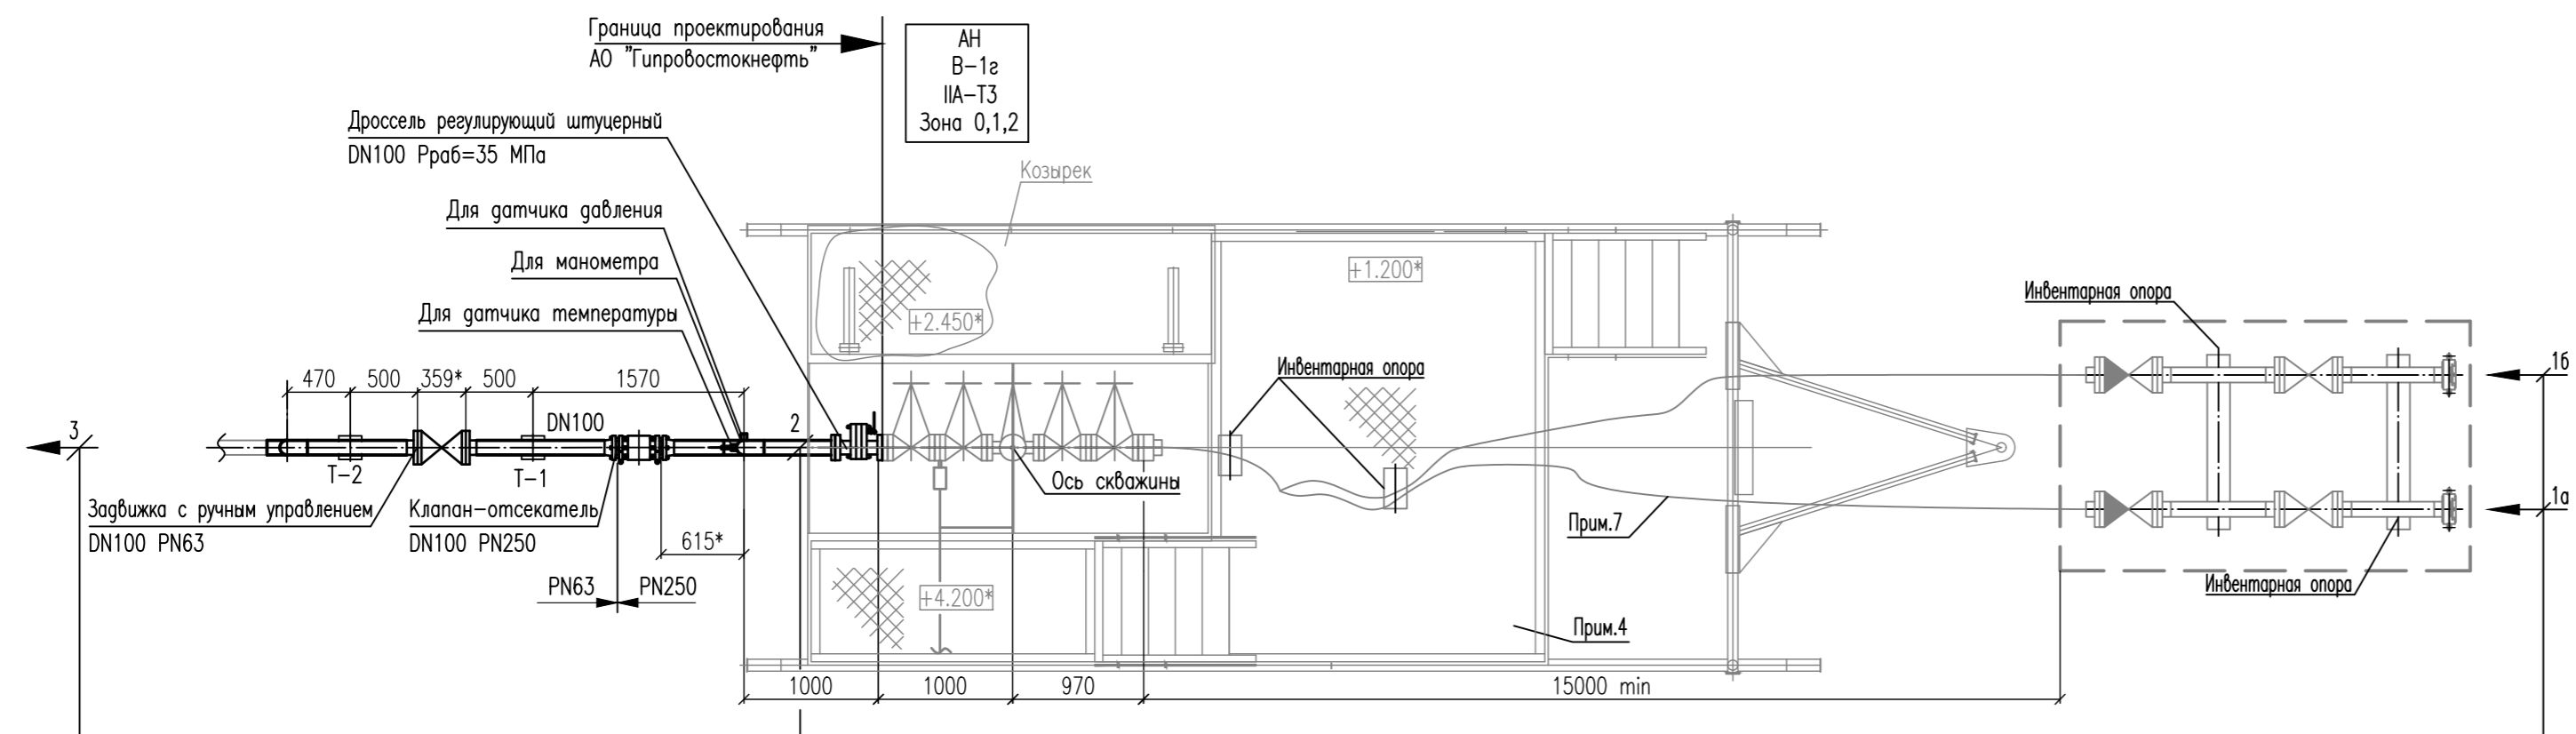 Граница проектирования
АО "Гипровостокнефть"
АН
В-1г
IIА-Т3
Зона 0,1,2
Дроссель регулирующий штуцерный
DN100 Рраб=35 МПа
Козырек
Для датчика давления
Для манометра
Для датчика температуры
+1.200*
+2.450*
Инвентарная опора
Инвентарная опора
1б
470
500
359*
500
1570
DN100
2
3
Т-2
Т-1
Ось скважины
1а
Задвижка с ручным управлением
DN100 PN63
Клапан-отсекатель
DN100 PN250
615*
Прим.7
PN63
PN250
+4.200*
Инвентарная опора
Прим.4
1000
1000
970
15000 min